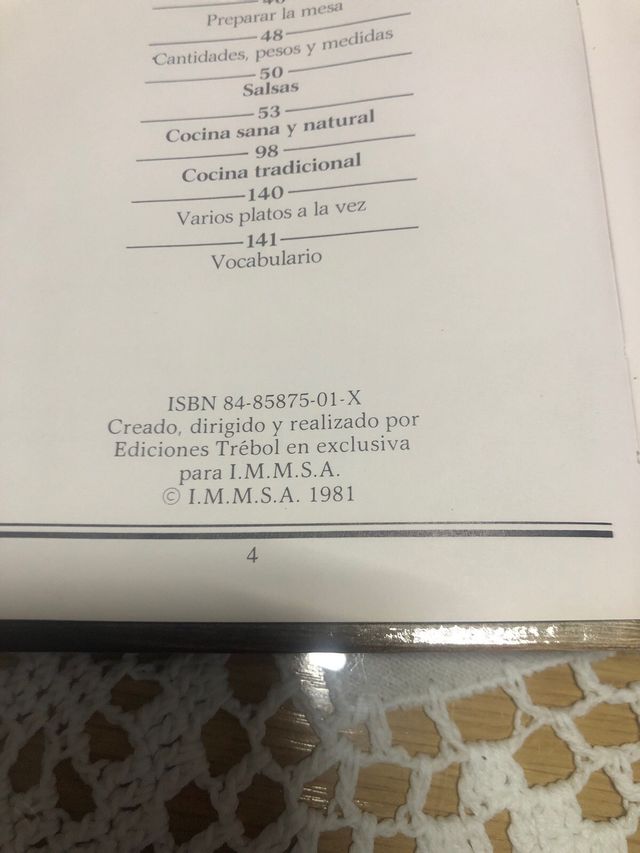 46
Preparar la mesa
48
Cantidades, pesos y medidas
50
Salsas
53
Cocina sana y natural
98
Cocina tradicional
140
Varios platos a la vez
141
Vocabulario
ISBN 84-85875-01-X
Creado, dirigido y realizado por
Ediciones Trébol en exclusiva
para I.M.M.S.A.
© I.M.M.S.A. 1981
4